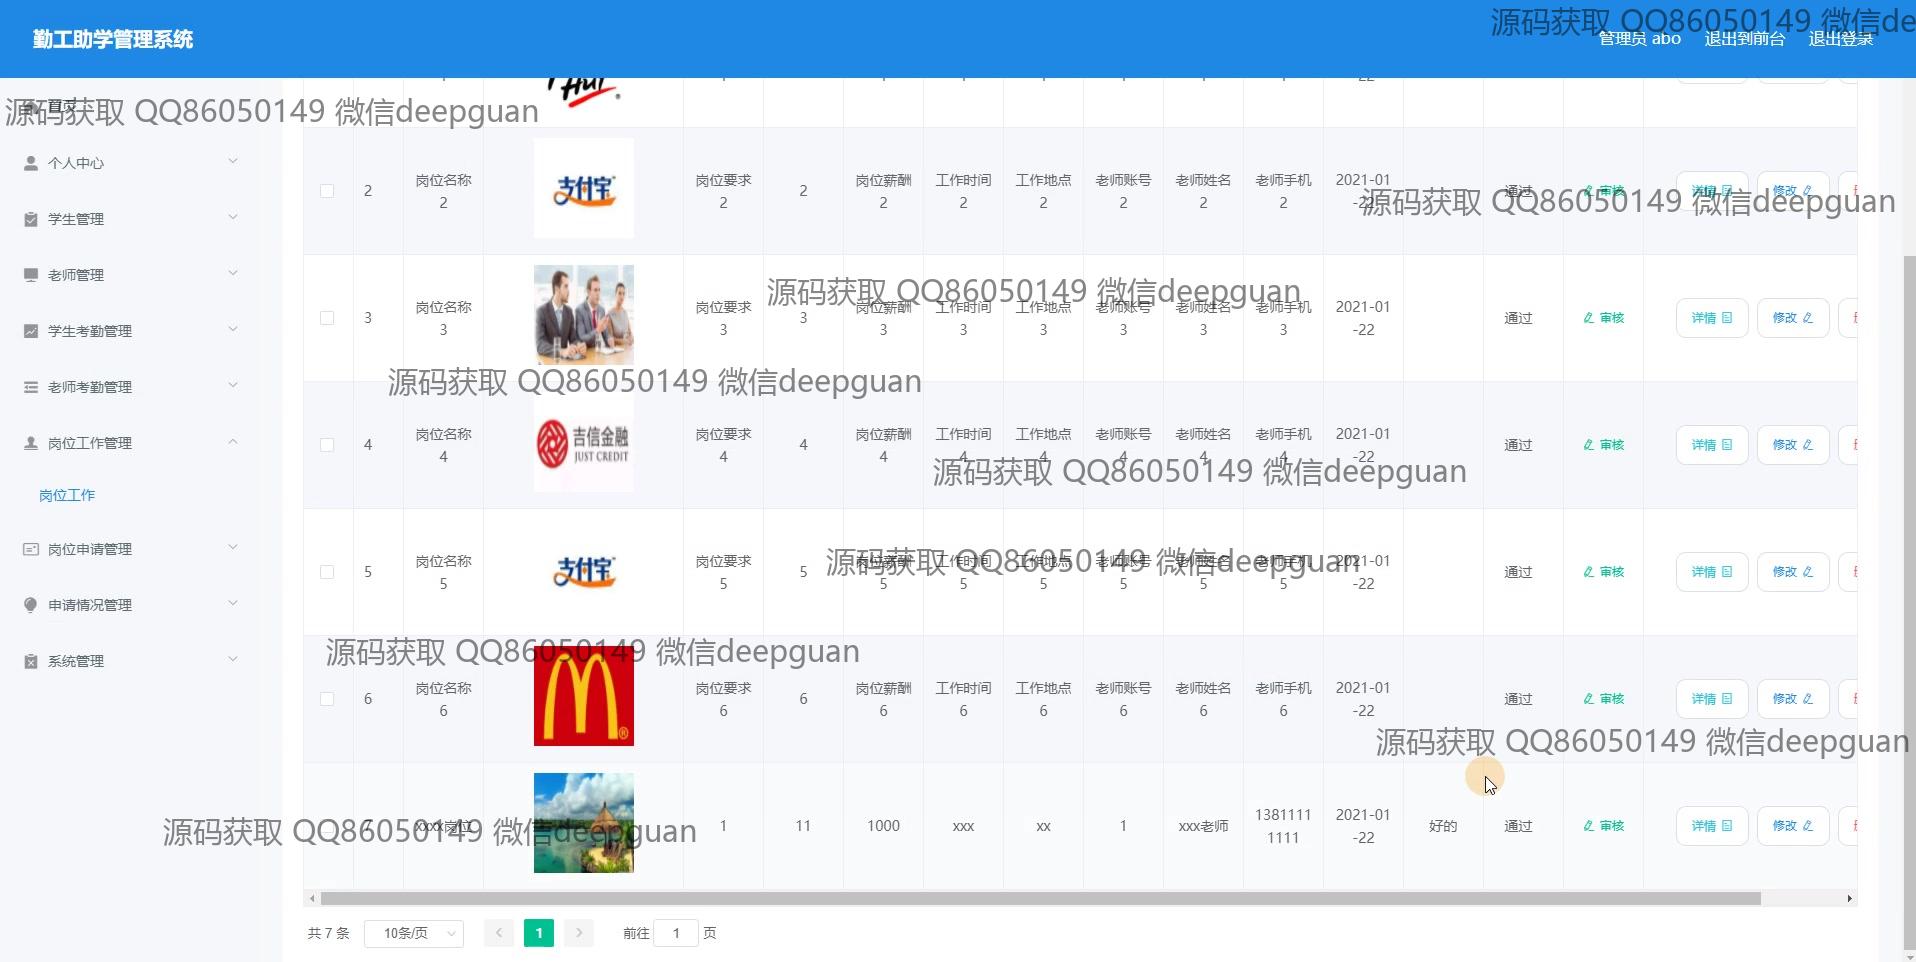 勤工助学管理系统
源码获取 QQ86050149 微信de
管理员 abo 退出到前台 退出登录
源码获取 QQ86050149 微信deepguan
首页
个人中心
学生管理
老师管理
学生考勤管理
老师考勤管理
岗位工作管理
岗位工作
岗位申请管理
申请情况管理
系统管理
Hut
-22
2 岗位名称2 支付宝 岗位要求2 2 岗位薪酬2 工作时间2 工作地点2 老师账号2 老师姓名2 老师手机2 2021-01-22 通过 审核 详情 修改
源码获取 QQ86050149 微信deepguan
源码获取 QQ86050149 微信deepguan
3 岗位名称3 岗位要求3 3 岗位薪酬3 工作时间3 工作地点3 老师账号3 老师姓名3 老师手机3 2021-01-22 通过 审核 详情 修改
源码获取 QQ86050149 微信deepguan
4 岗位名称4 吉信金融 JUST CREDIT 岗位要求4 4 岗位薪酬4 工作时间4 工作地点4 老师账号4 老师姓名4 老师手机4 2021-01-22 通过 审核 详情 修改
源码获取 QQ86050149 微信deepguan
源码获取 QQ86050149 微信deepguan
5 岗位名称5 支付宝 岗位要求5 5 岗位薪酬5 工作时间5 工作地点5 老师账号5 老师姓名5 老师手机5 2021-01-22 通过 审核 详情 修改
源码获取 QQ86050149 微信deepguan
6 岗位名称6 岗位要求6 6 岗位薪酬6 工作时间6 工作地点6 老师账号6 老师姓名6 老师手机6 2021-01-22 通过 审核 详情 修改
源码获取 QQ86050149 微信deepguan
7 xxxx岗位 1 11 1000 xxx xx 1 xxx老师 13811111111 2021-01-22 好的 通过 审核 详情 修改
源码获取 QQ86050149 微信deepguan
共 7 条 10条/页 1 前往 1 页